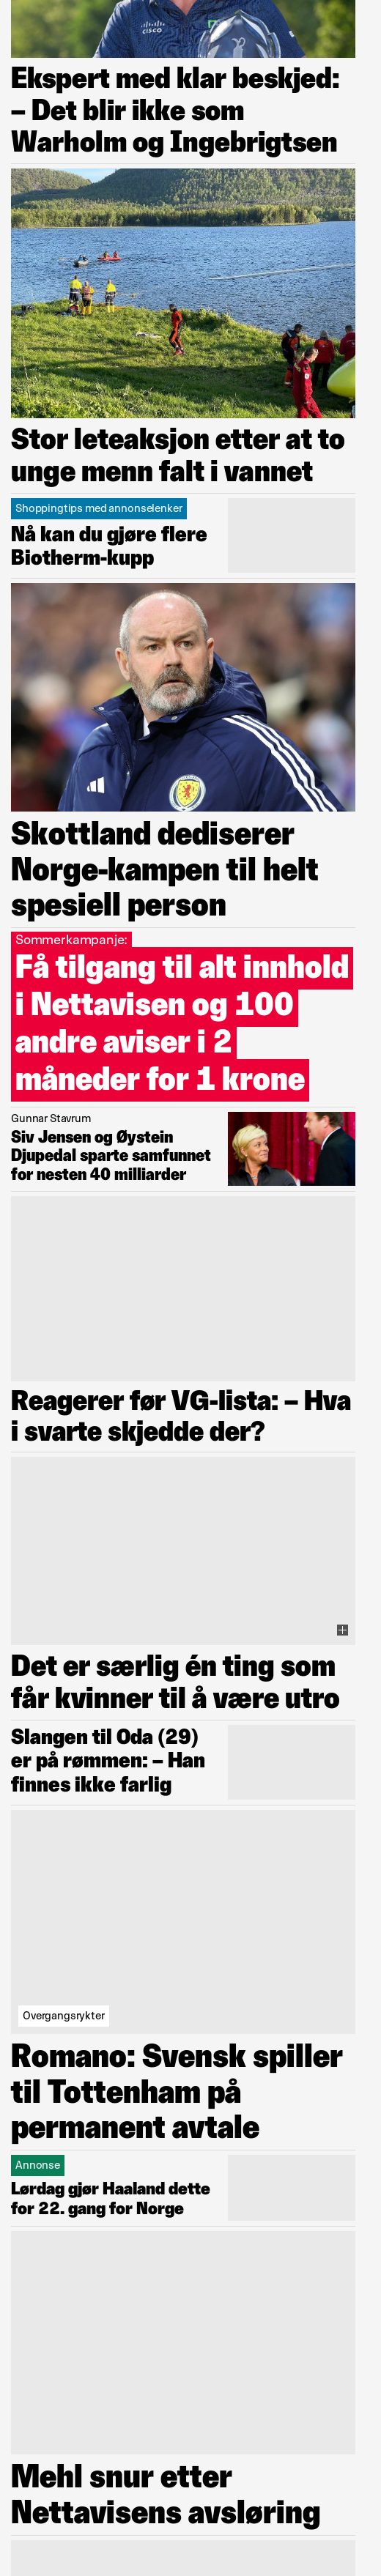 CISCO
Ekspert med klar beskjed:
– Det blir ikke som
Warholm og Ingebrigtsen
Stor leteaksjon etter at to
unge menn falt i vannet
Shoppingtips med annonselenker
Nå kan du gjøre flere
Biotherm-kupp
Skottland dediserer
Norge-kampen til helt
spesiell person
Sommerkampanje:
Få tilgang til alt innhold
i Nettavisen og 100
andre aviser i 2
måneder for 1 krone
Gunnar Stavrum
Siv Jensen og Øystein
Djupedal sparte samfunnet
for nesten 40 milliarder
Reagerer før VG-lista: – Hva
i svarte skjedde der?
Det er særlig én ting som
får kvinner til å være utro
Slangen til Oda (29)
er på rømmen: – Han
finnes ikke farlig
Overgangsrykter
Romano: Svensk spiller
til Tottenham på
permanent avtale
Annonse
Lørdag gjør Haaland dette
for 22. gang for Norge
Mehl snur etter
Nettavisens avsløring